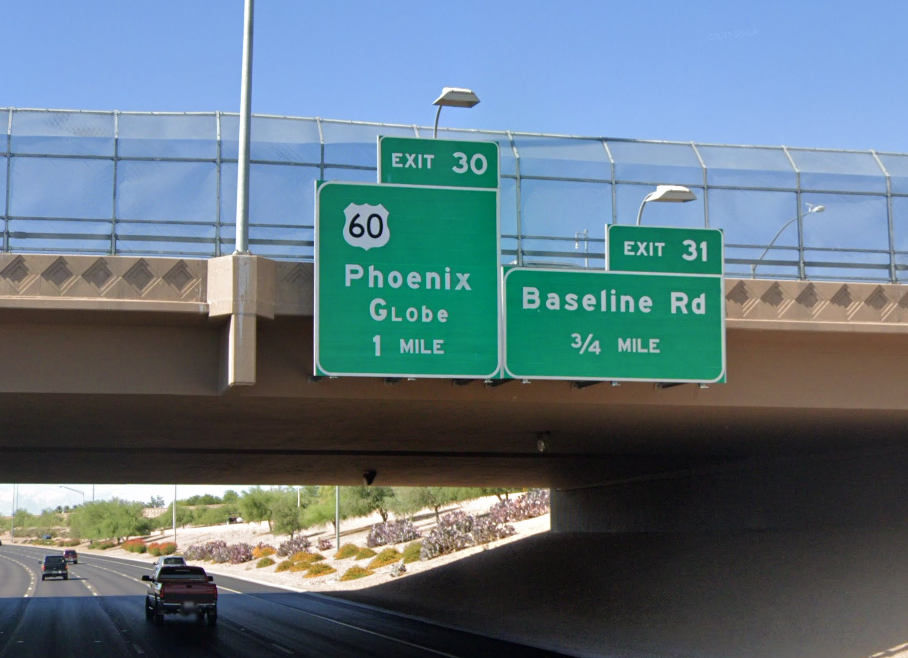 EXIT 30
60
Phoenix
Globe
1 MILE
EXIT 31
Baseline Rd
3/4 MILE